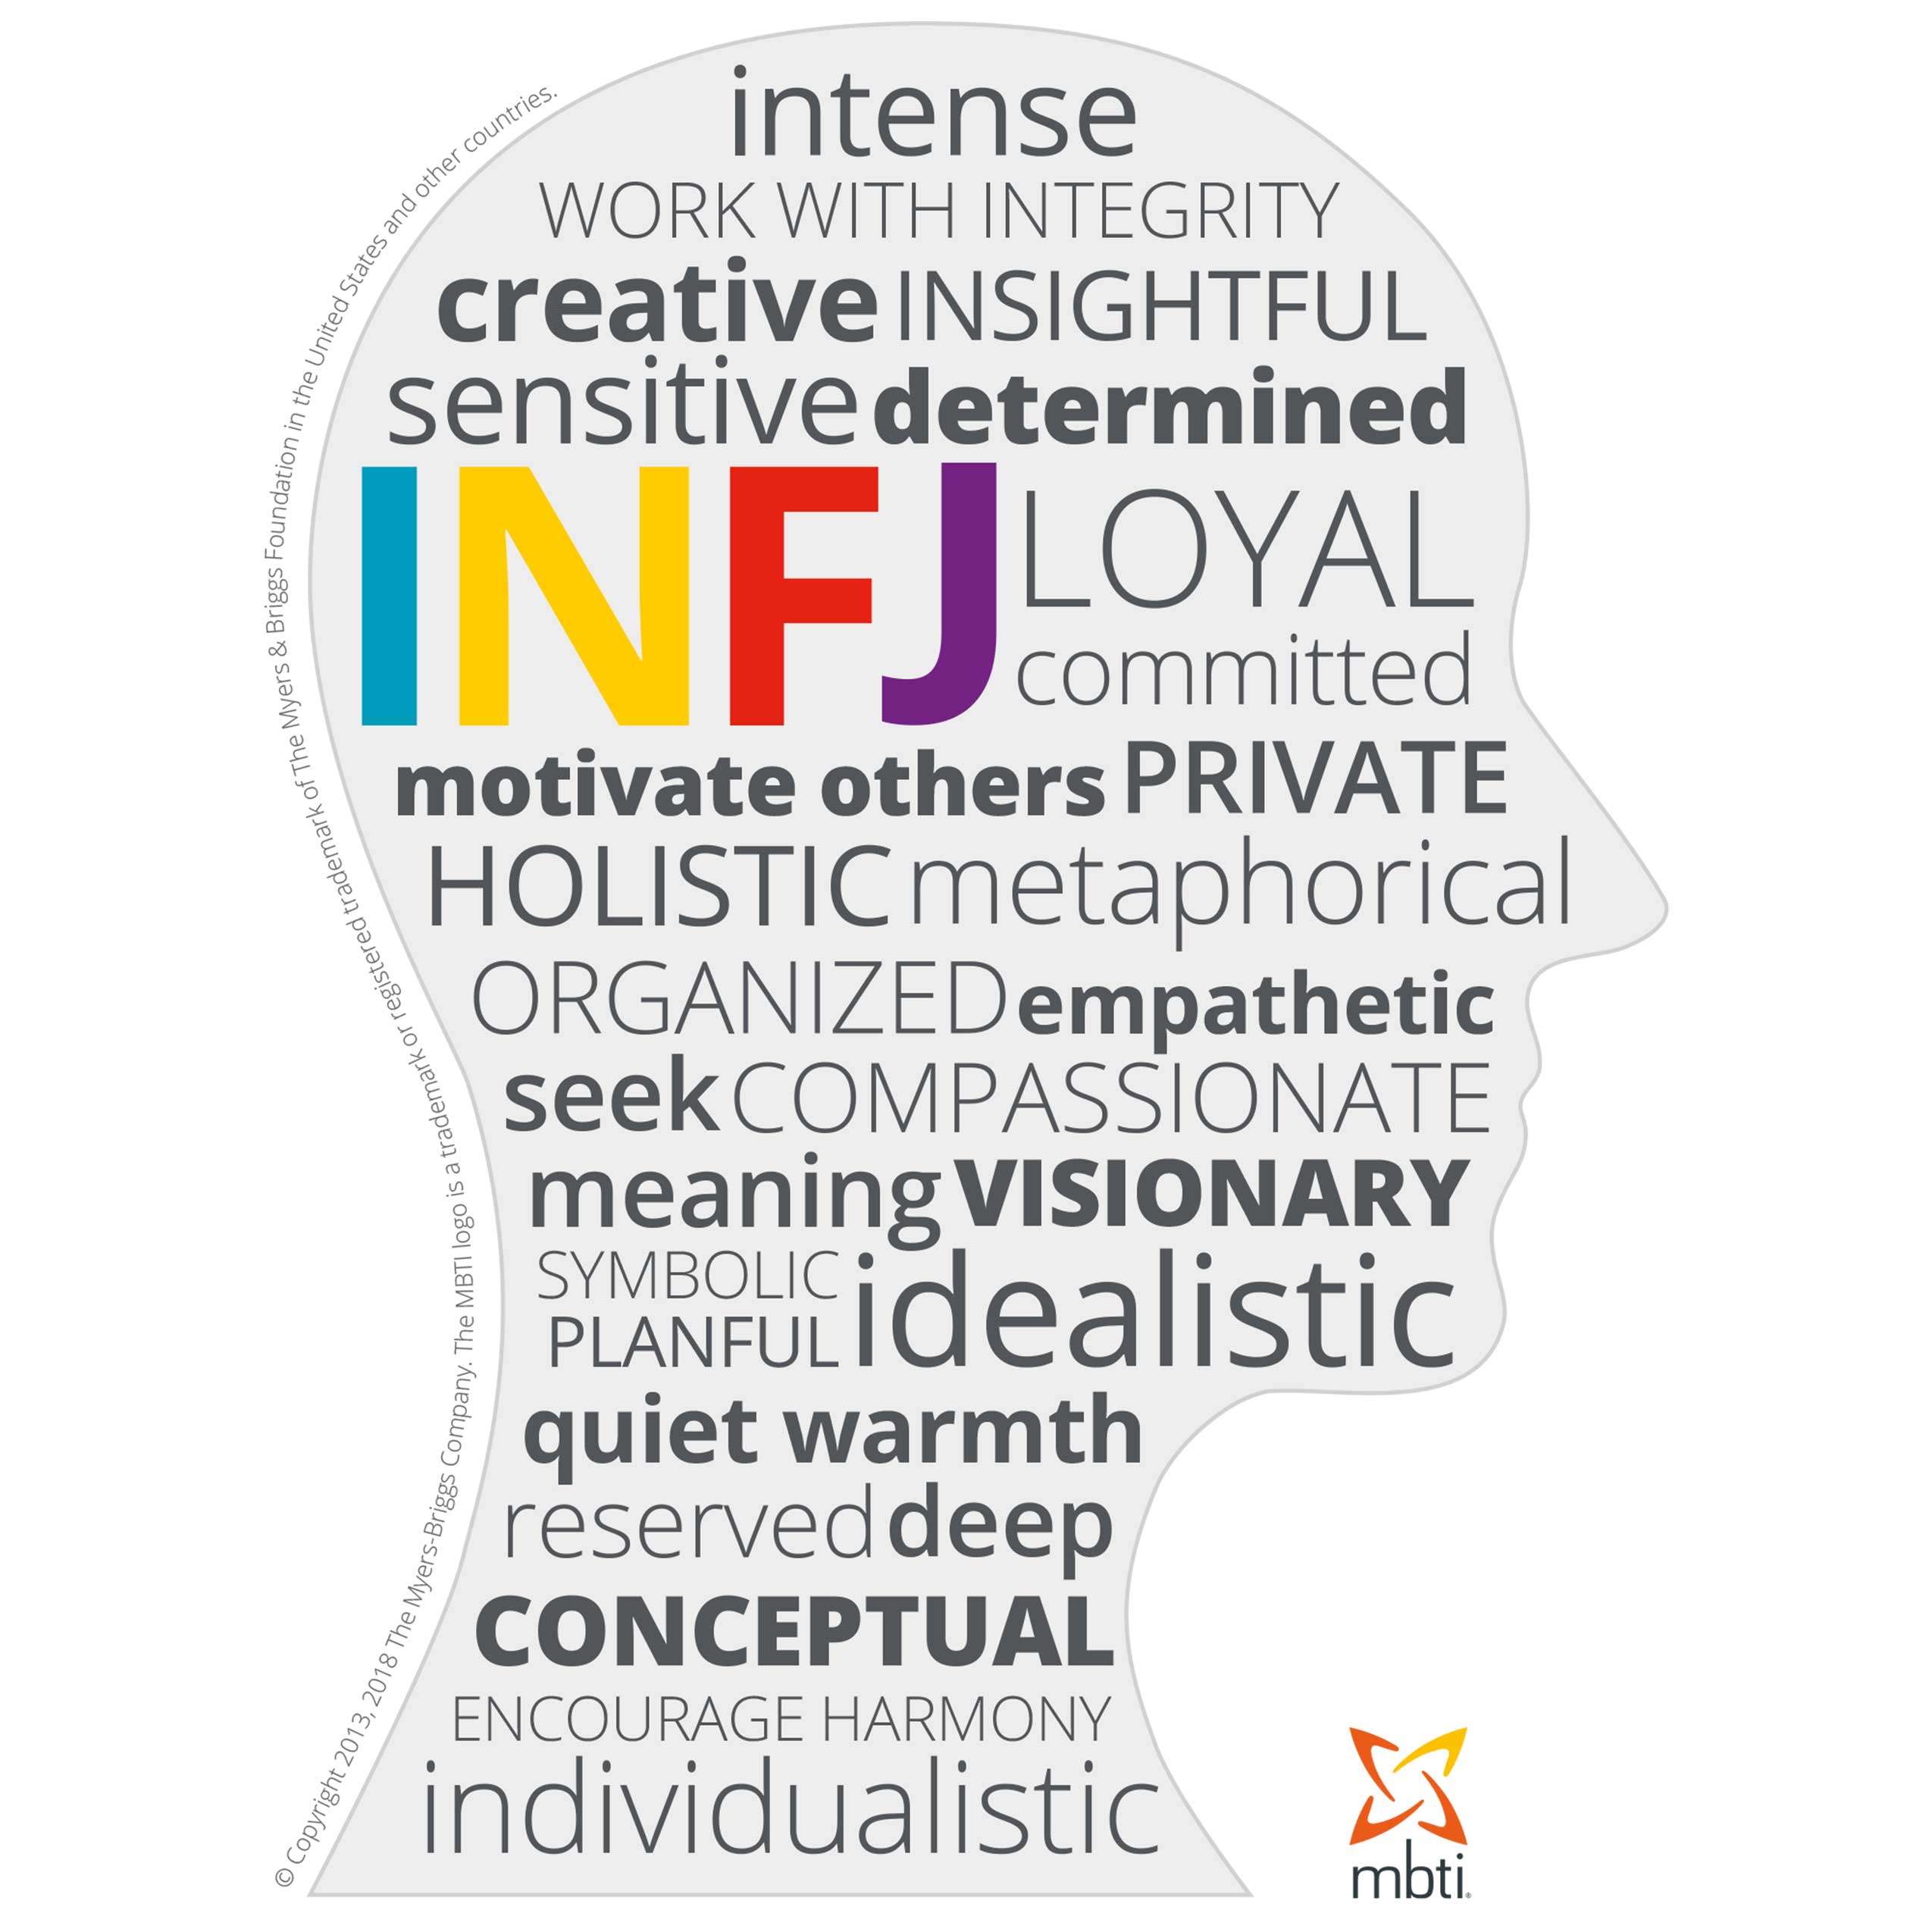 intense
WORK WITH INTEGRITY
creative INSIGHTFUL
sensitive determined
INFJ LOYAL
committed
motivate others PRIVATE
HOLISTIC metaphorical
ORGANIZED empathetic
seek COMPASSIONATE
meaning VISIONARY
SYMBOLIC idealistic
PLANFUL
quiet warmth
reserved deep
CONCEPTUAL
ENCOURAGE HARMONY
individualistic
© Copyright 2013, 2018 The Myers-Briggs Company. The MBTI logo is a trademark or registered trademark of The Myers & Briggs Foundation in the United States and other countries.
mbti®